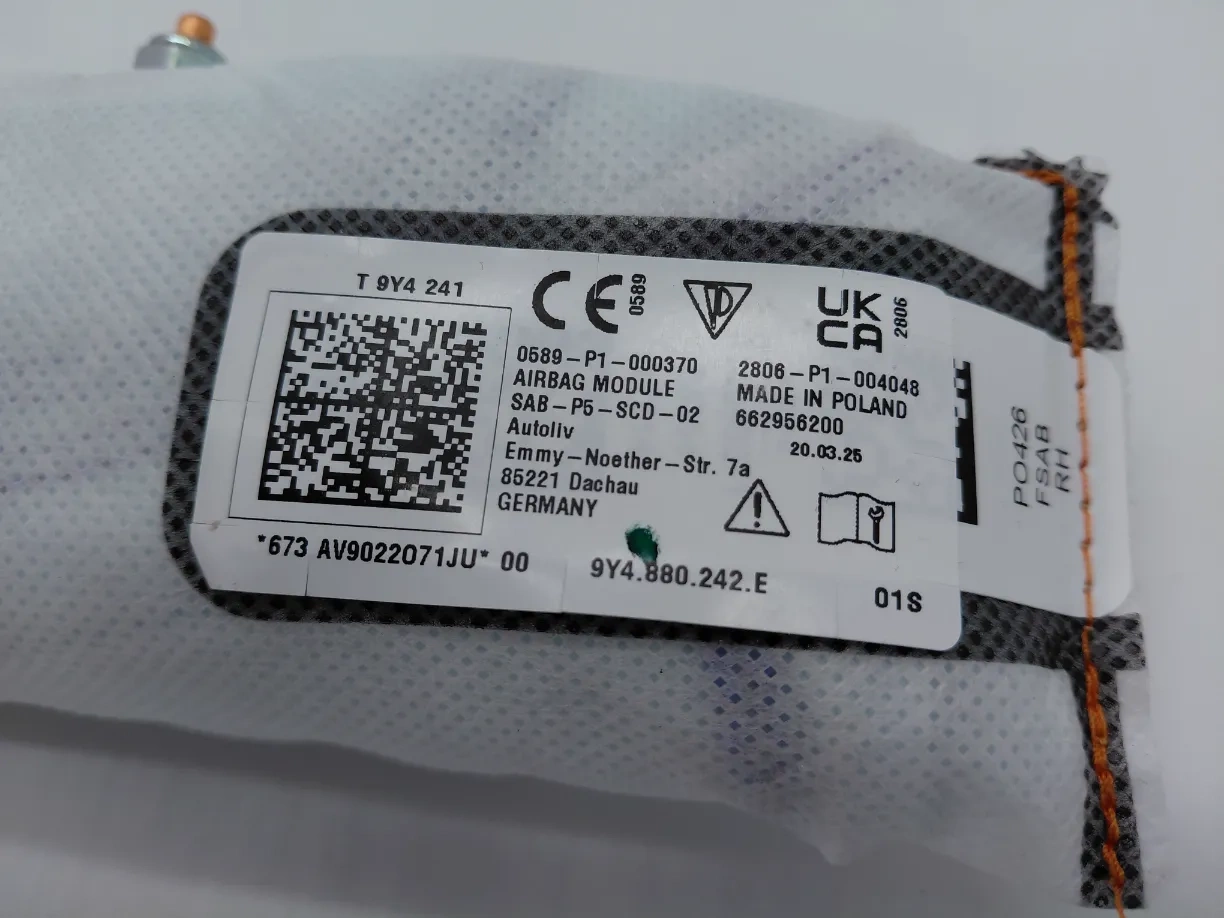 T 9Y4 241
CE 0589
UK
CA 2806
0589-P1-000370
AIRBAG MODULE
SAB-P5-SCD-02
Autoliv
Emmy-Noether-Str. 7a
85221 Dachau
GERMANY
2806-P1-004048
MADE IN POLAND
662956200
20.03.25
*673 AV9022071JU* 00
9Y4.880.242.E
01S
PO426
FSAB
RH